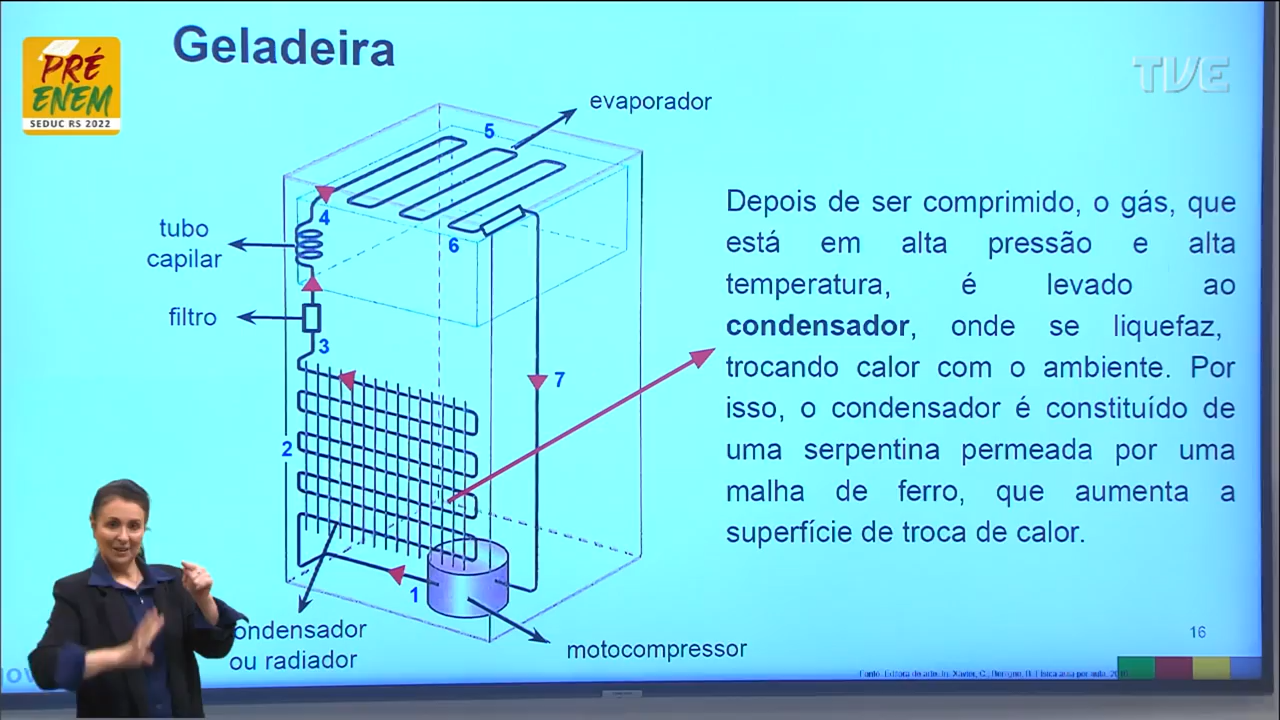 Geladeira
PRÉ
ENEM
SEDUC RS 2022
TVE
evaporador
5
4
tubo
capilar
6
filtro
3
7
2
1
condensador
ou radiador
motocompressor
Depois de ser comprimido, o gás, que
está em alta pressão e alta
temperatura, é levado ao
condensador, onde se liquefaz,
trocando calor com o ambiente. Por
isso, o condensador é constituído de
uma serpentina permeada por uma
malha de ferro, que aumenta a
superfície de troca de calor.
16
gov